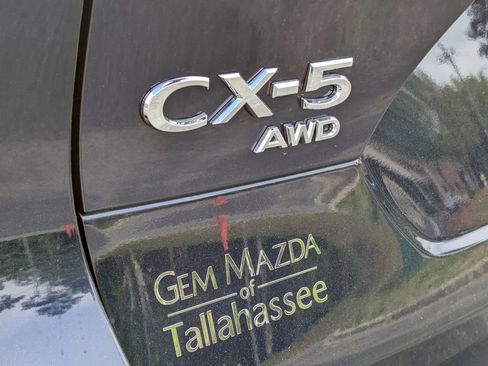 CX-5
AWD
GEM MAZDA
of
Tallahassee